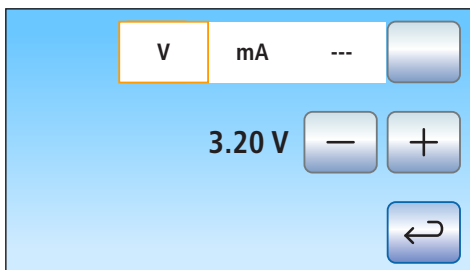 V mA ---
3.20 V − +